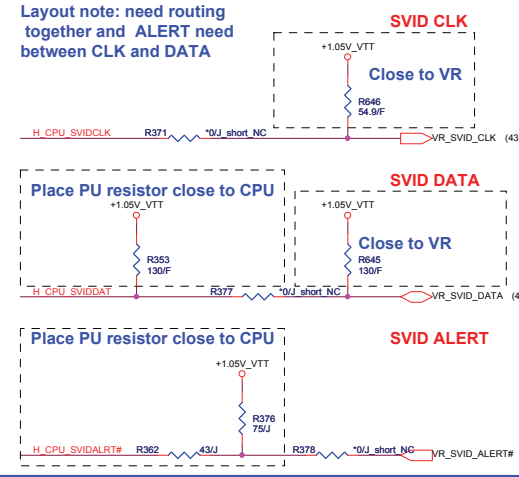 Layout note: need routing
together and ALERT need
between CLK and DATA
SVID CLK
+1.05V_VTT
Close to VR
R646
54.9/F
H_CPU_SVIDCLK R371 *0/J_short_NC VR_SVID_CLK (43
Place PU resistor close to CPU
SVID DATA
+1.05V_VTT +1.05V_VTT
Close to VR
R353 R645
130/F 130/F
H_CPU_SVIDDAT R377 *0/J_short_NC VR_SVID_DATA (4
Place PU resistor close to CPU
SVID ALERT
+1.05V_VTT
R376
75/J
H_CPU_SVIDALRT# R362 43/J R378 *0/J_short_NC VR_SVID_ALERT#